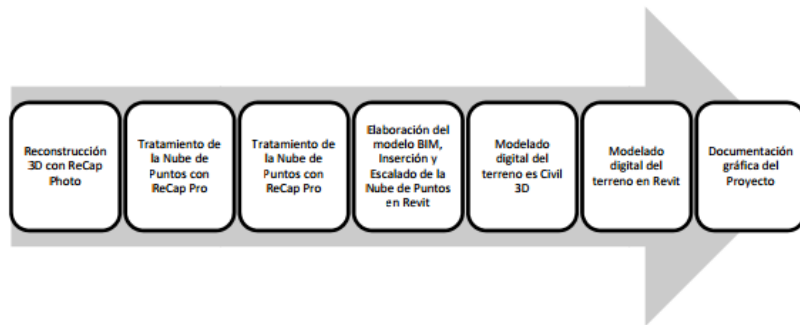 Reconstrucción
3D con ReCap
Photo
Tratamiento de
la Nube de
Puntos con
ReCap Pro
Tratamiento de
la Nube de
Puntos con
ReCap Pro
Elaboración del
modelo BIM,
Inserción y
Escalado de la
Nube de Puntos
en Revit
Modelado
digital del
terreno es Civil
3D
Modelado
digital del
terreno en Revit
Documentación
gráfica del
Proyecto